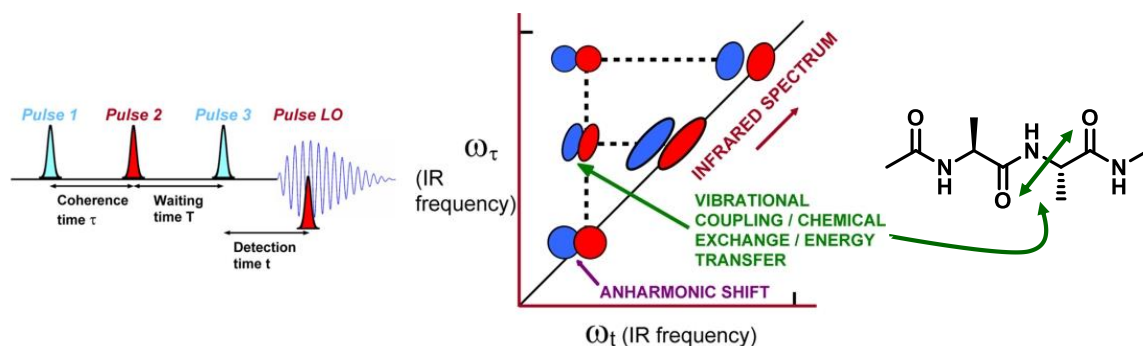 Pulse 1
Pulse 2
Pulse 3
Pulse LO
Coherence
time τ
Waiting
time T
Detection
time t
ωτ
(IR
frequency)
INFRARED SPECTRUM
VIBRATIONAL
COUPLING / CHEMICAL
EXCHANGE / ENERGY
TRANSFER
ANHARMONIC SHIFT
ωt (IR frequency)
O
N
H
O
H
N
O
N
H